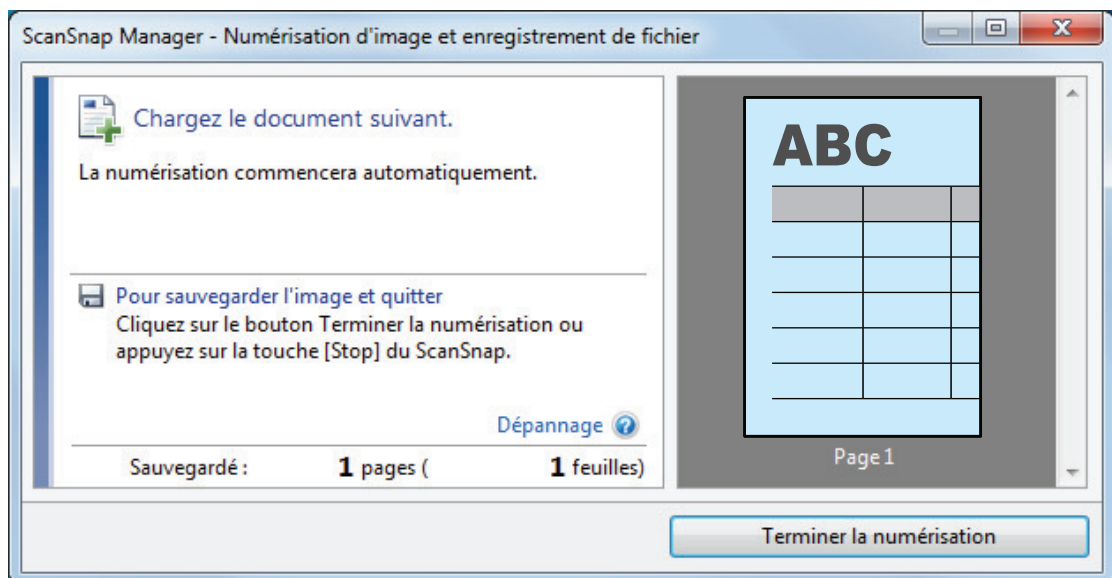 ScanSnap Manager - Numérisation d'image et enregistrement de fichier
Chargez le document suivant.
La numérisation commencera automatiquement.
Pour sauvegarder l'image et quitter
Cliquez sur le bouton Terminer la numérisation ou
appuyez sur la touche [Stop] du ScanSnap.
Dépannage
Sauvegardé : 1 pages ( 1 feuilles)
ABC
Page 1
Terminer la numérisation